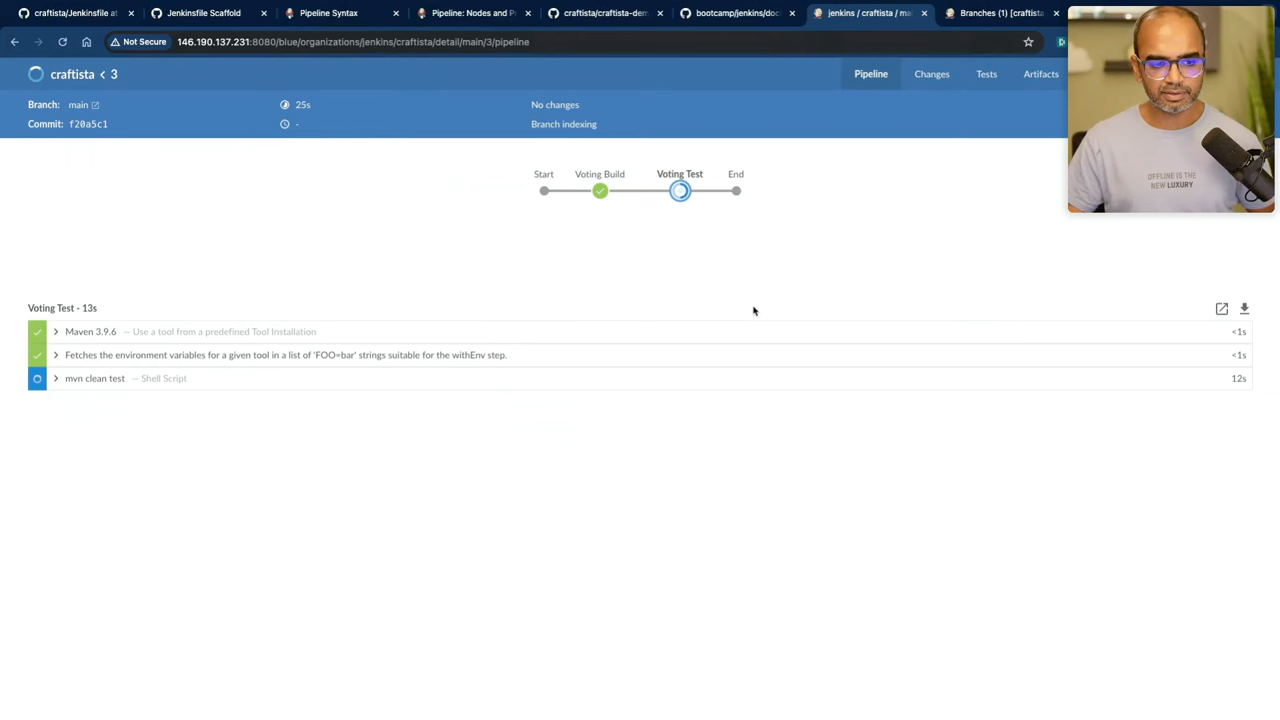 craftista/Jenkinsfile at
Jenkinsfile Scaffold
Pipeline Syntax
Pipeline: Nodes and P
craftista/craftista-dem
bootcamp/jenkins/doc
jenkins / craftista / ma
Branches (1) [craftista
Not Secure
146.190.137.231:8080/blue/organizations/jenkins/craftista/detail/main/3/pipeline
craftista < 3
Pipeline
Changes
Tests
Artifacts
Branch: main
25s
No changes
Commit: f20a5c1
-
Branch indexing
Start
Voting Build
Voting Test
End
OFFLINE IS THE
NEW LUXURY
Voting Test - 13s
Maven 3.9.6 — Use a tool from a predefined Tool Installation <1s
Fetches the environment variables for a given tool in a list of 'FOO=bar' strings suitable for the withEnv step. <1s
mvn clean test — Shell Script 12s